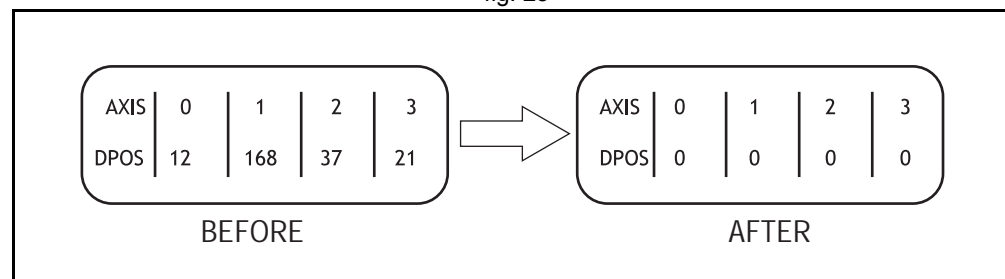 AXIS 0 1 2 3
DPOS 12 168 37 21
BEFORE
AXIS 0 1 2 3
DPOS 0 0 0 0
AFTER